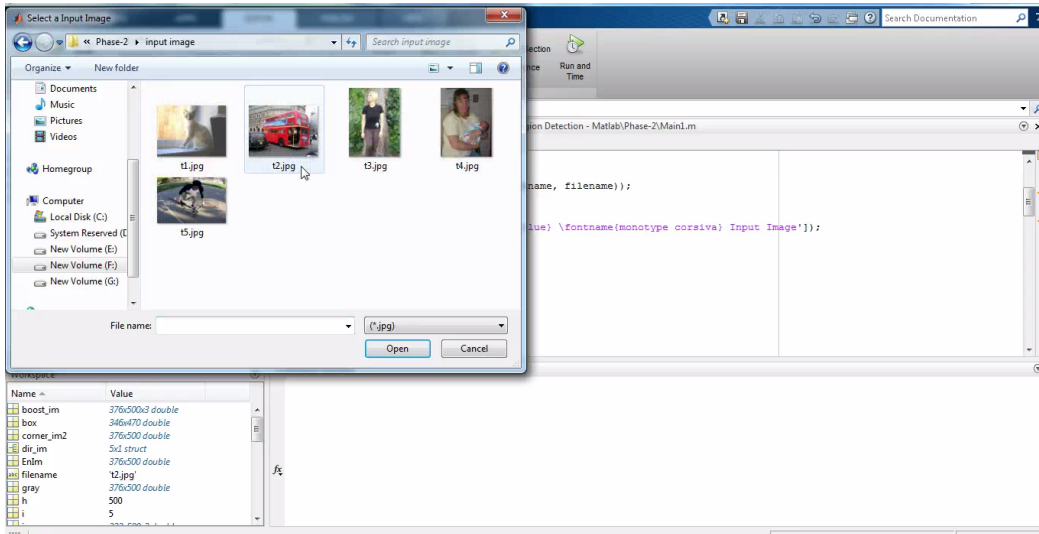 Select a Input Image
Search Documentation
« Phase-2 ▸ input image
Search input image
Organize
New folder
Run and
Time
Documents
Music
Pictures
Videos
Homegroup
Computer
Local Disk (C:)
System Reserved (D
New Volume (E:)
New Volume (F:)
New Volume (G:)
t1.jpg
t2.jpg
t3.jpg
t4.jpg
t5.jpg
File name:
(*.jpg)
Open
Cancel
ion Detection - Matlab\Phase-2\Main1.m
name, filename));
lue} \fontname{monotype corsiva} Input Image']);
Workspace
Name Value
boost_im 376x500x3 double
box 346x470 double
corner_im2 376x500 double
dir_im 5x1 struct
EnIm 376x500 double
filename 't2.jpg'
gray 376x500 double
h 500
i 5
fx